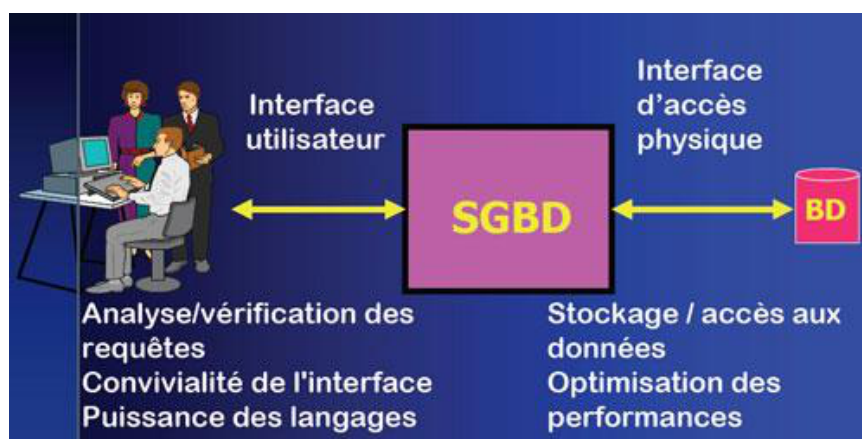 Interface
utilisateur
SGBD
Interface
d'accès
physique
BD
Analyse/vérification des
requêtes
Convivialité de l'interface
Puissance des langages
Stockage / accès aux
données
Optimisation des
performances